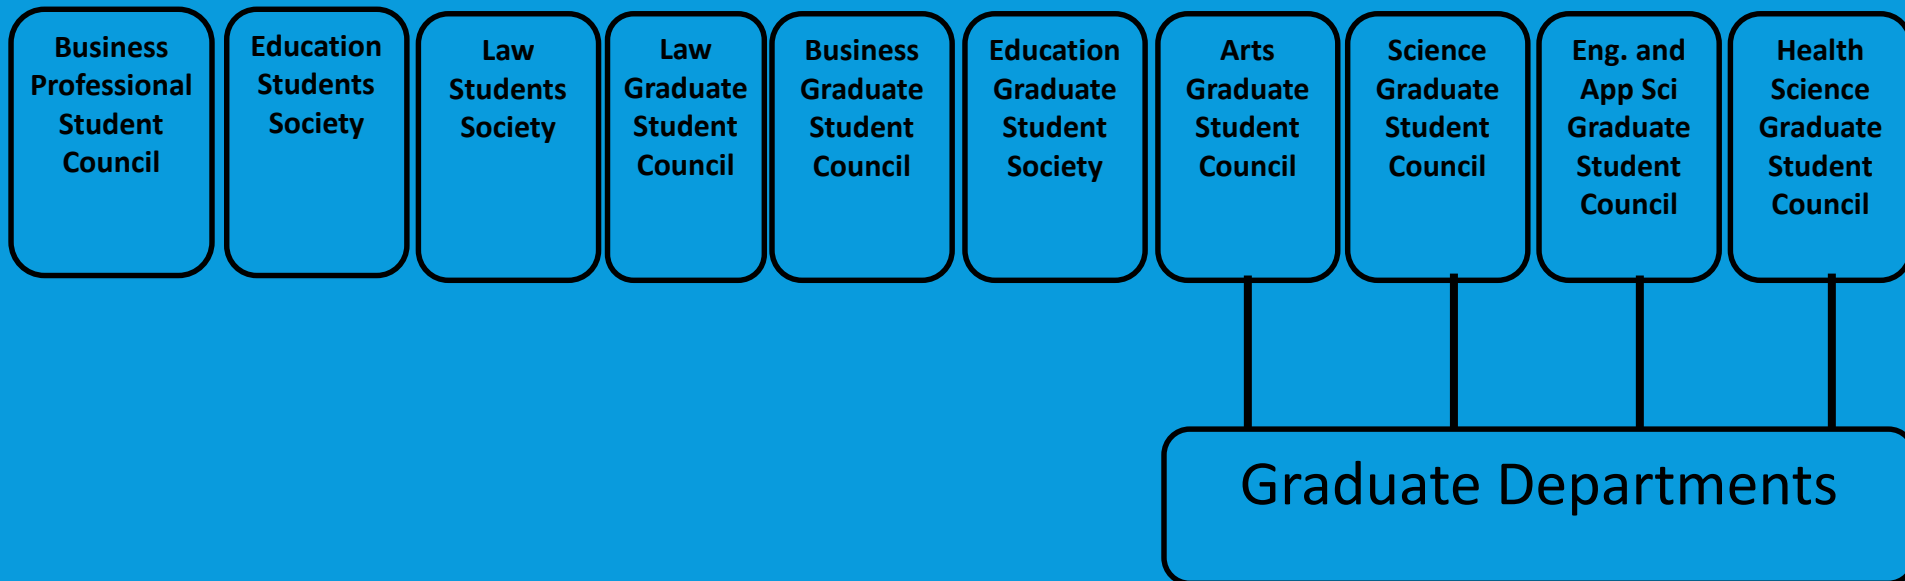 Business
Professional
Student
Council
Education
Students
Society
Law
Students
Society
Law
Graduate
Student
Council
Business
Graduate
Student
Council
Education
Graduate
Student
Society
Arts
Graduate
Student
Council
Science
Graduate
Student
Council
Eng. and
App Sci
Graduate
Student
Council
Health
Science
Graduate
Student
Council
Graduate Departments